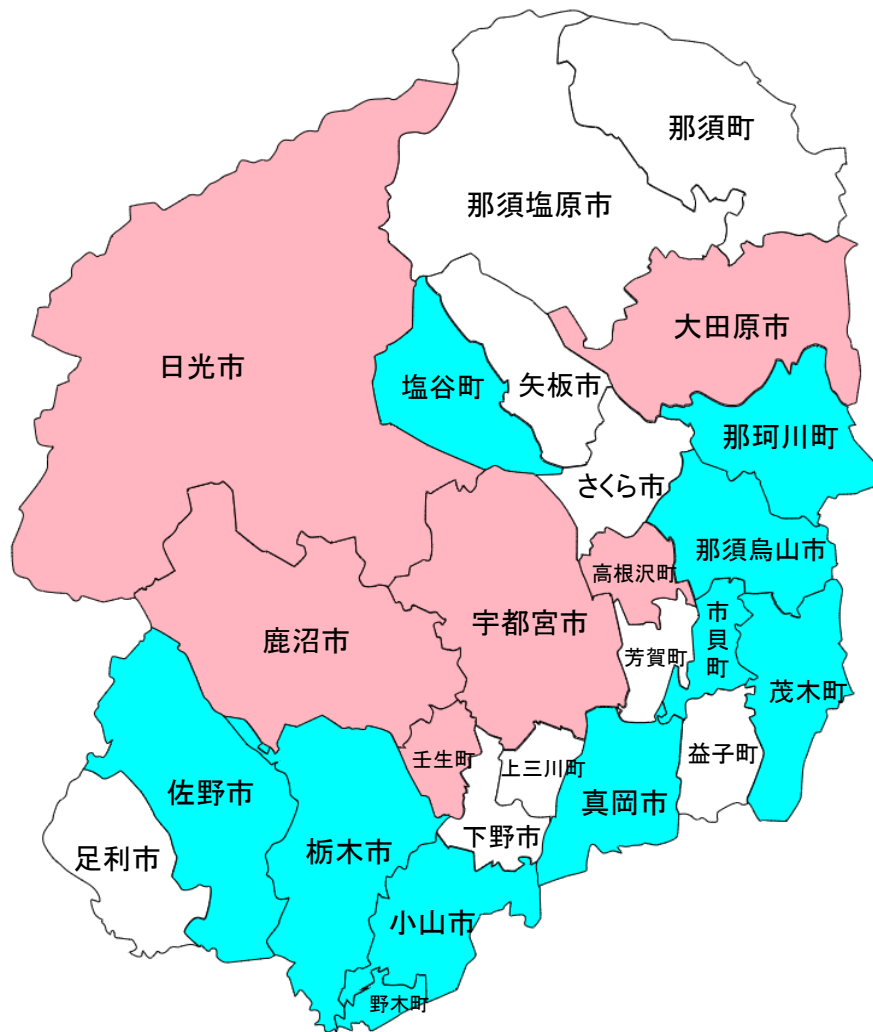 那須町
那須塩原市
大田原市
日光市
塩谷町
矢板市
那珂川町
さくら市
那須烏山市
高根沢町
宇都宮市
鹿沼市
芳賀町
市貝町
茂木町
壬生町
上三川町
益子町
佐野市
真岡市
下野市
栃木市
足利市
小山市
野木町